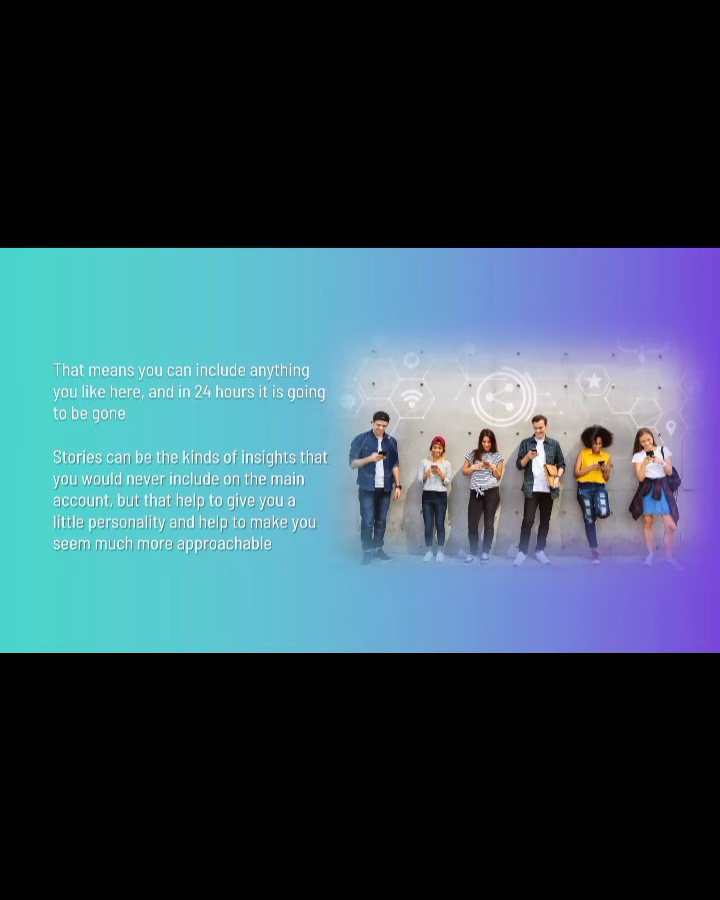 That means you can include anything
you like here, and in 24 hours it is going
to be gone
Stories can be the kinds of insights that
you would never include on the main
account, but that help to give you a
little personality and help to make you
seem much more approachable